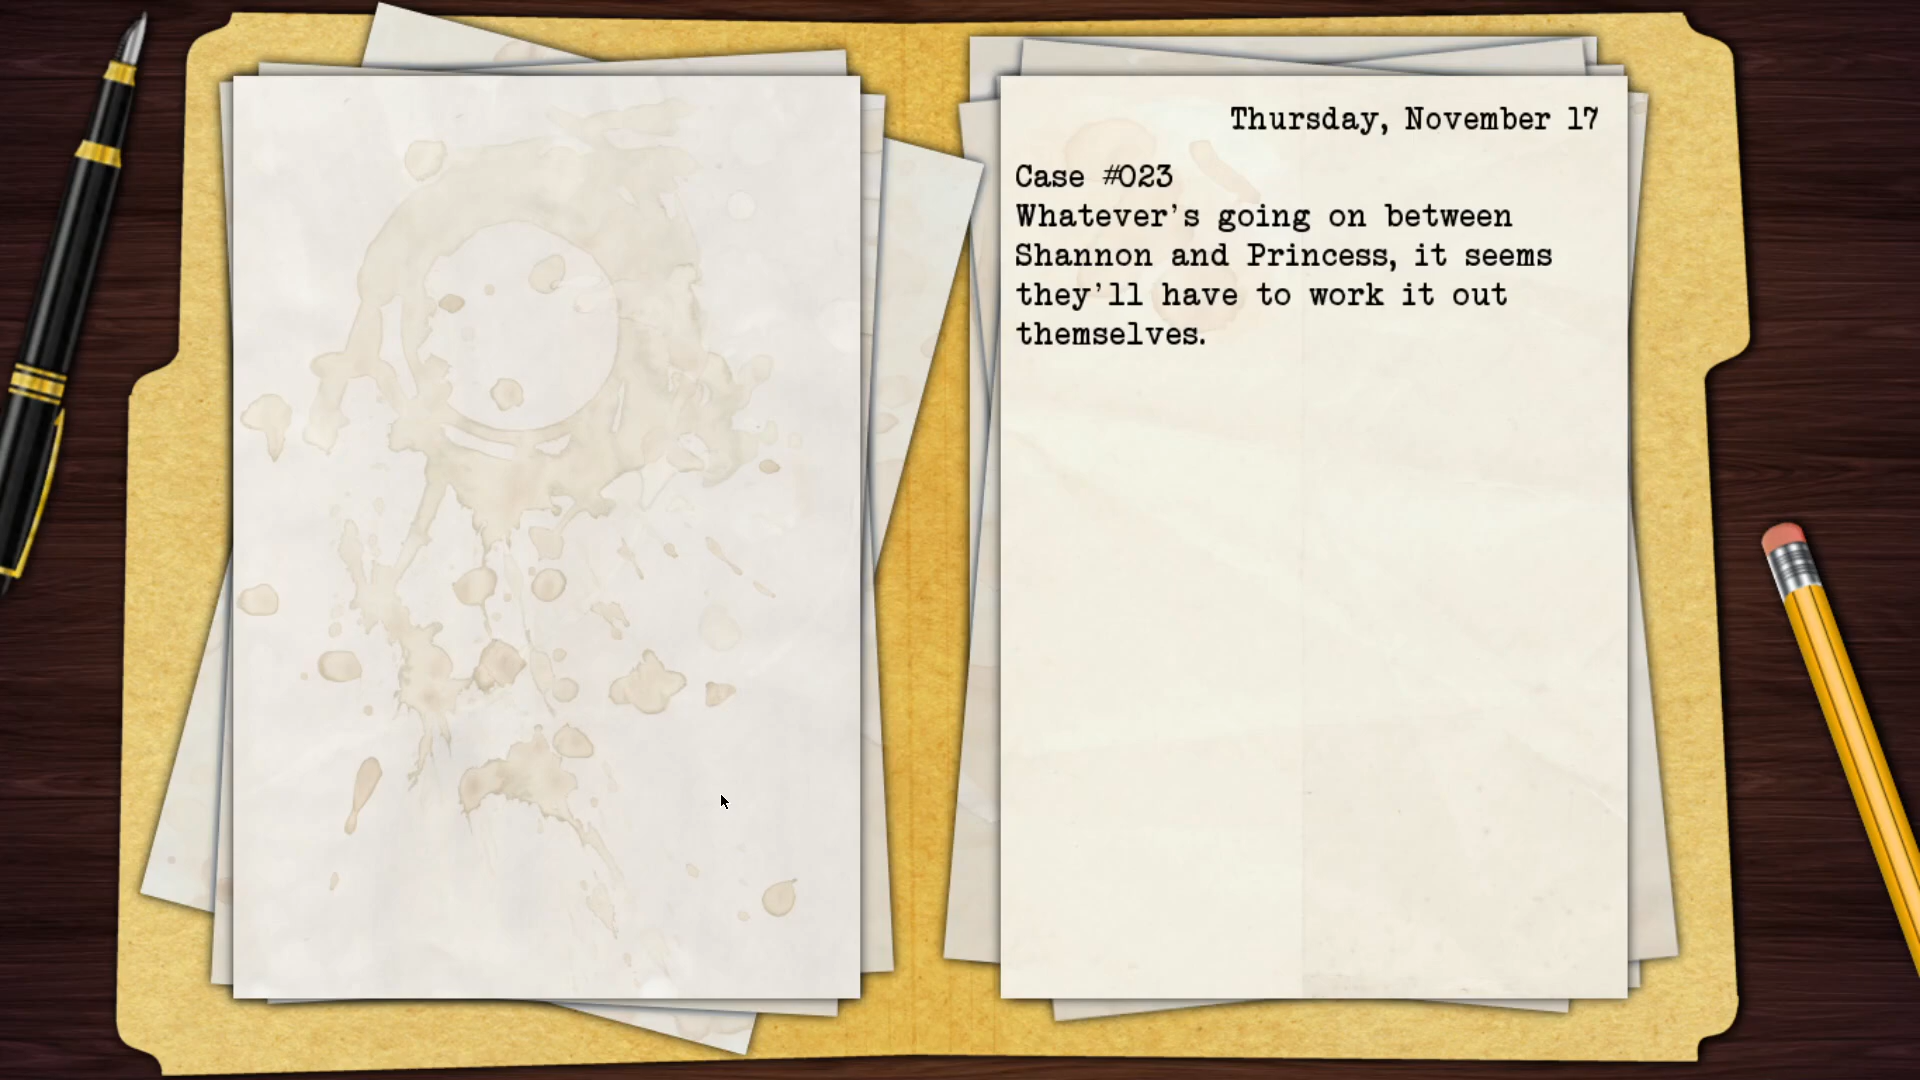 Thursday, November 17
Case #023
Whatever's going on between
Shannon and Princess, it seems
they'll have to work it out
themselves.